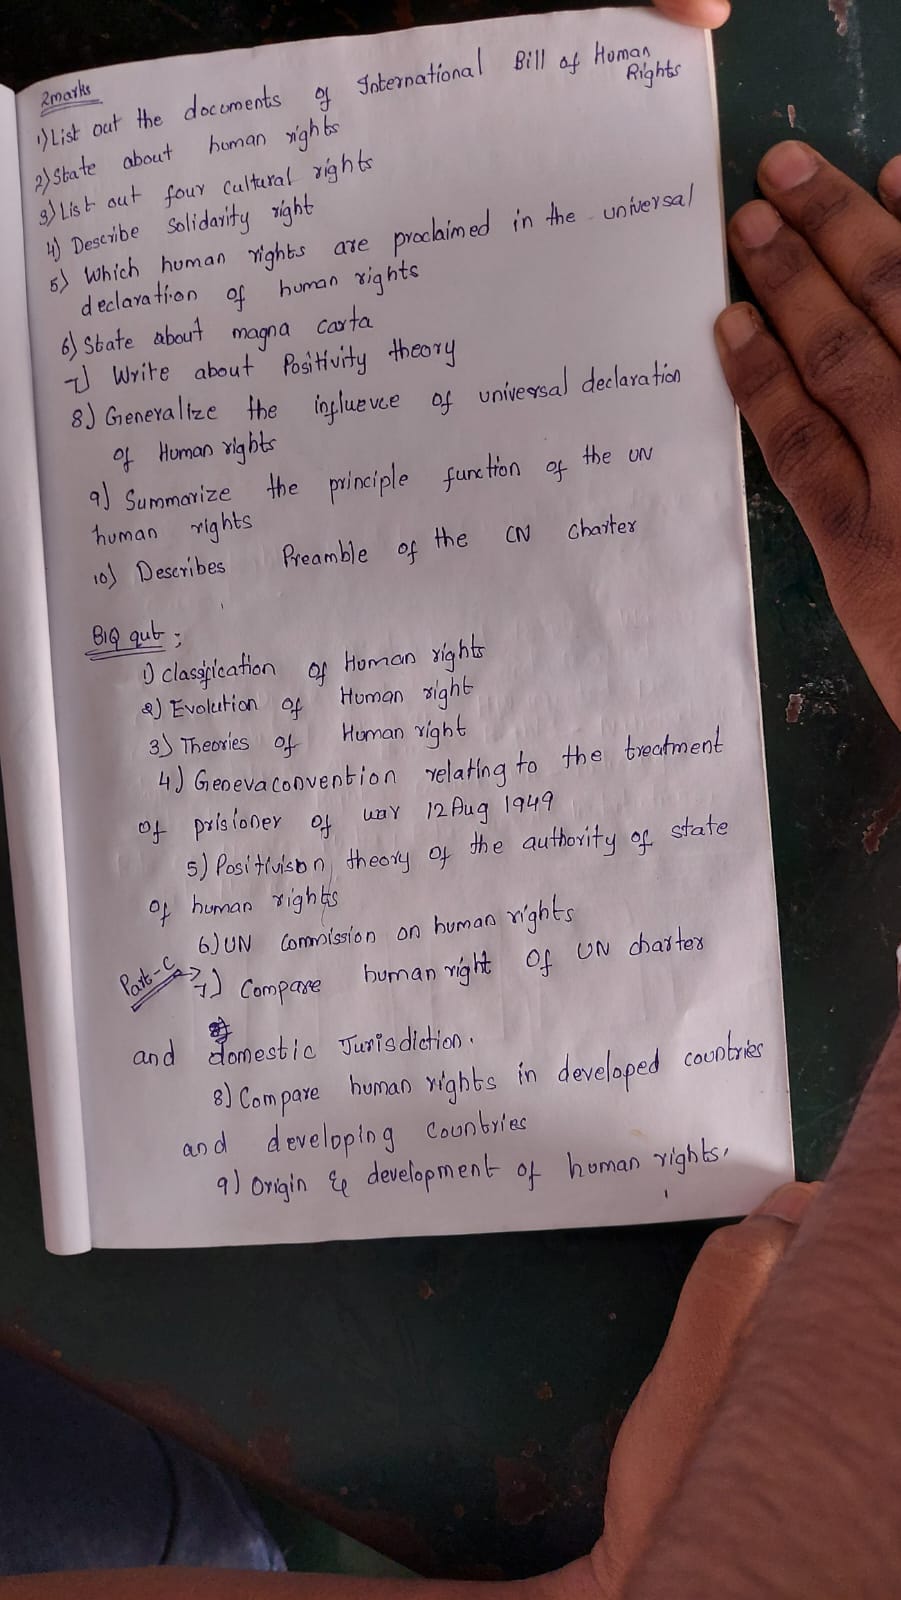 2marks
1) List out the documents of International Bill of Human
Rights
2) State about human rights
3) List out four cultural rights
4) Describe Solidarity right
5) Which human rights are proclaimed in the universal
declaration of human rights
6) State about magna carta
7) Write about Positivity theory
8) Generalize the influevce of universal declaration
of Human rights
9) Summarize the principle function of the UN
human rights
10) Describes Preamble of the CN Charter
BIQ qut :
1) classification of Human rights
2) Evolution of Human right
3) Theories of Human right
4) Geneva convention relating to the treatment
of prisioner of war 12 Aug 1949
5) Positivison theory of the authority of state
of human rights
6) UN Commission on human rights
Part-C → 7) Compare human right of UN charter
and domestic Jurisdiction.
8) Compare human rights in developed countries
and developing Countries
9) Origin & development of human rights.